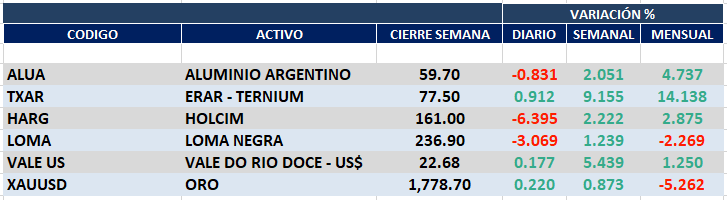 VARIACIÓN %
CODIGO ACTIVO CIERRE SEMANA DIARIO SEMANAL MENSUAL
ALUA ALUMINIO ARGENTINO 59.70 -0.831 2.051 4.737
TXAR ERAR - TERNIUM 77.50 0.912 9.155 14.138
HARG HOLCIM 161.00 -6.395 2.222 2.875
LOMA LOMA NEGRA 236.90 -3.069 1.239 -2.269
VALE US VALE DO RIO DOCE - US$ 22.68 0.177 5.439 1.250
XAUUSD ORO 1,778.70 0.220 0.873 -5.262